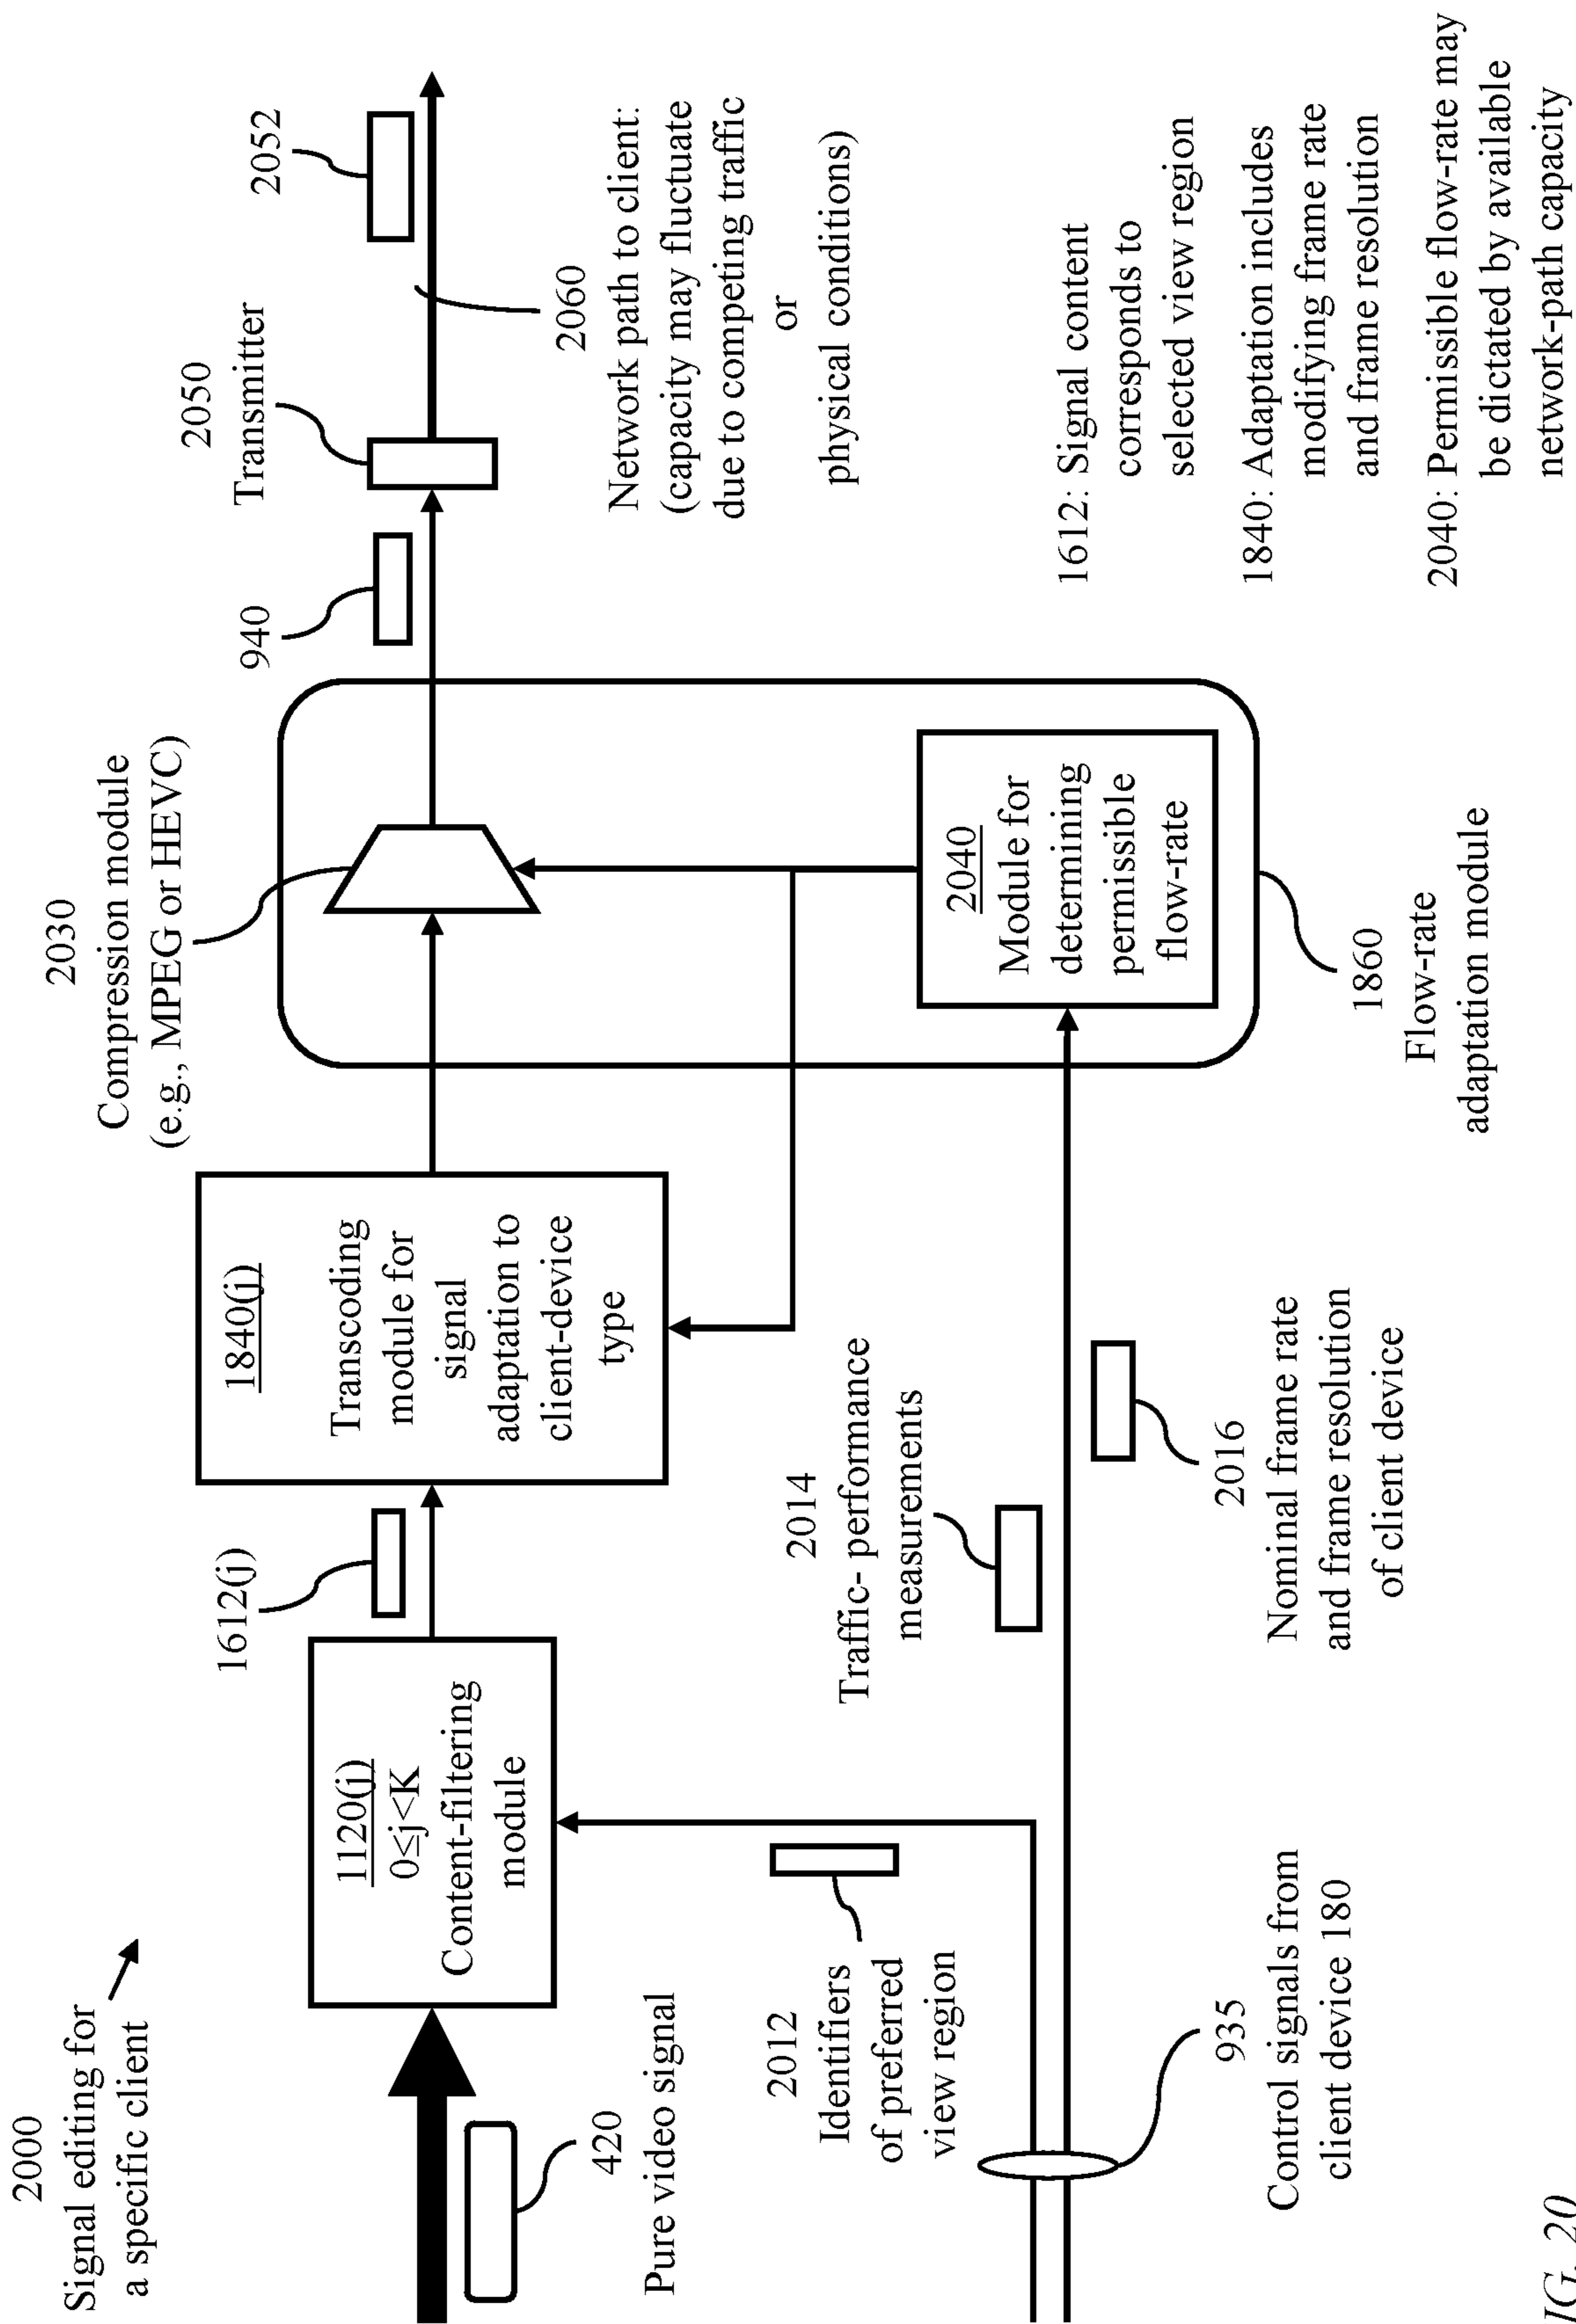 2000
Signal editing for
a specific client
420
Pure video signal
1120(j)
0≤j<K
Content-filtering
module
1612(j)
2012
Identifiers
of preferred
view region
935
Control signals from
client device 180
1840(j)
Transcoding
module for
signal
adaptation to
client-device
type
2014
Traffic- performance
measurements
2016
Nominal frame rate
and frame resolution
of client device
2030
Compression module
(e.g., MPEG or HEVC)
2040
Module for
determining
permissible
flow-rate
1860
Flow-rate
adaptation module
940
2050
Transmitter
2052
2060
Network path to client:
(capacity may fluctuate
due to competing traffic
or
physical conditions)
1612: Signal content
corresponds to
selected view region
1840: Adaptation includes
modifying frame rate
and frame resolution
2040: Permissible flow-rate may
be dictated by available
network-path capacity
IG. 20